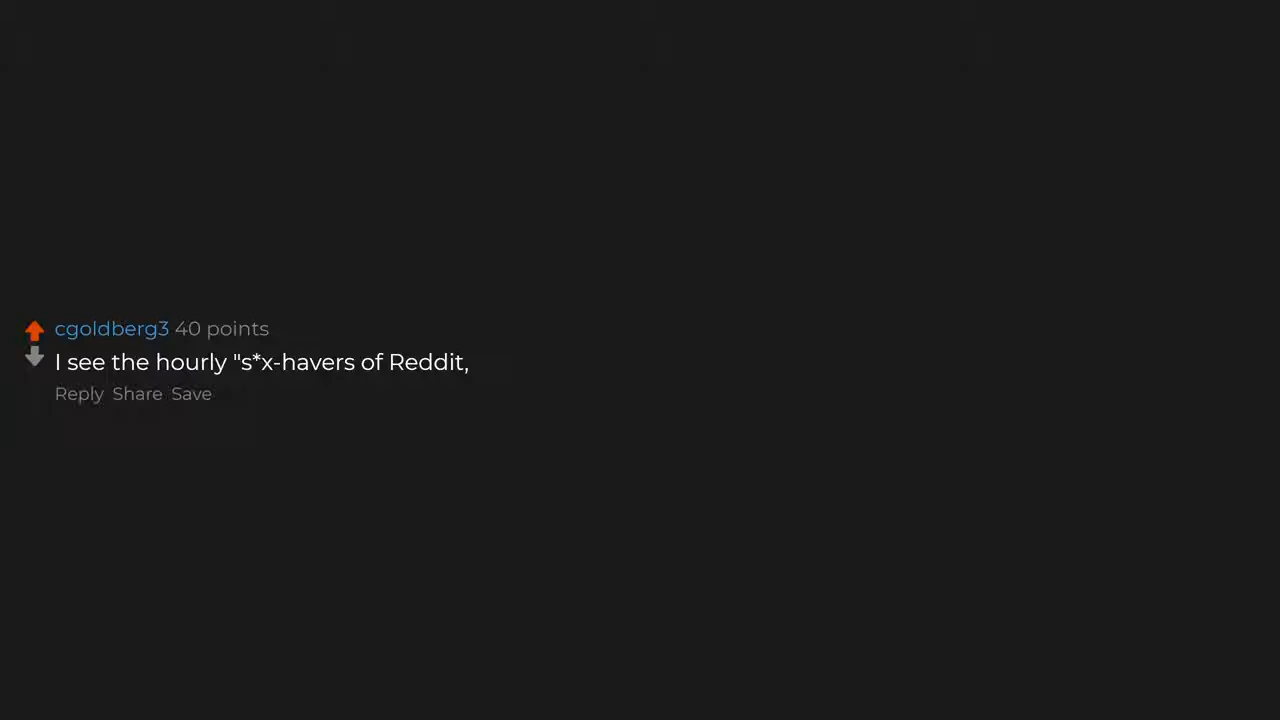 cgoldberg3 40 points
I see the hourly "s*x-havers of Reddit,
Reply Share Save